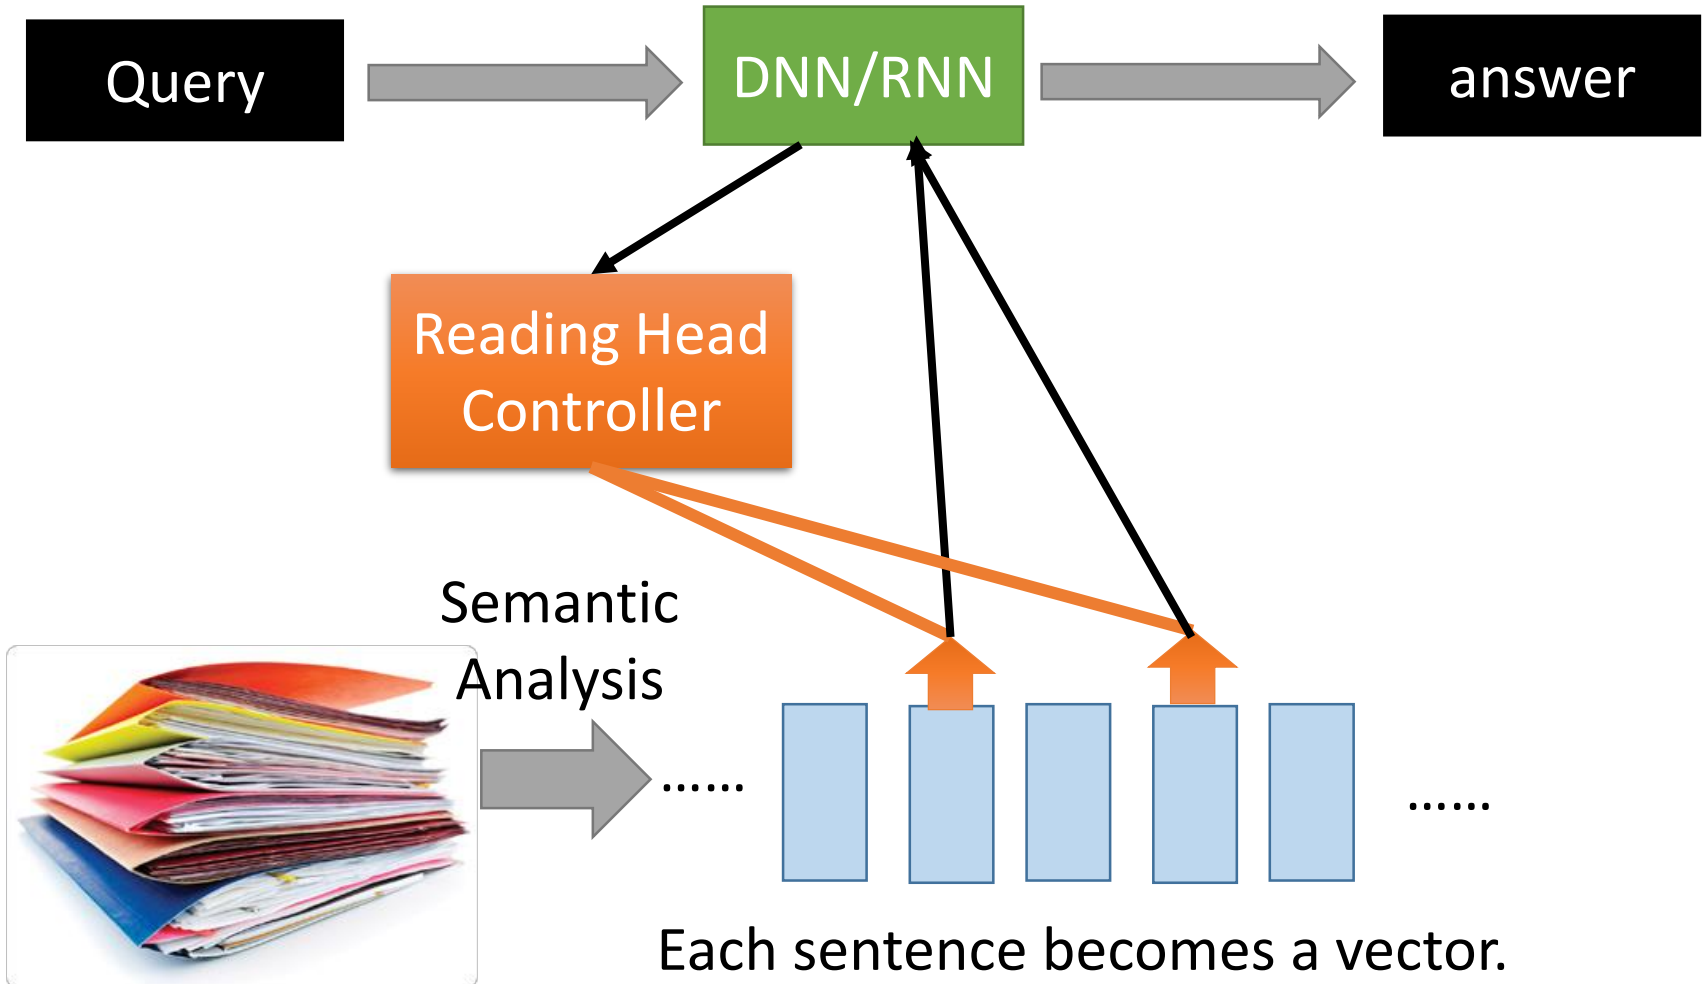 Query
DNN/RNN
answer
Reading Head
Controller
Semantic
Analysis
......
......
Each sentence becomes a vector.